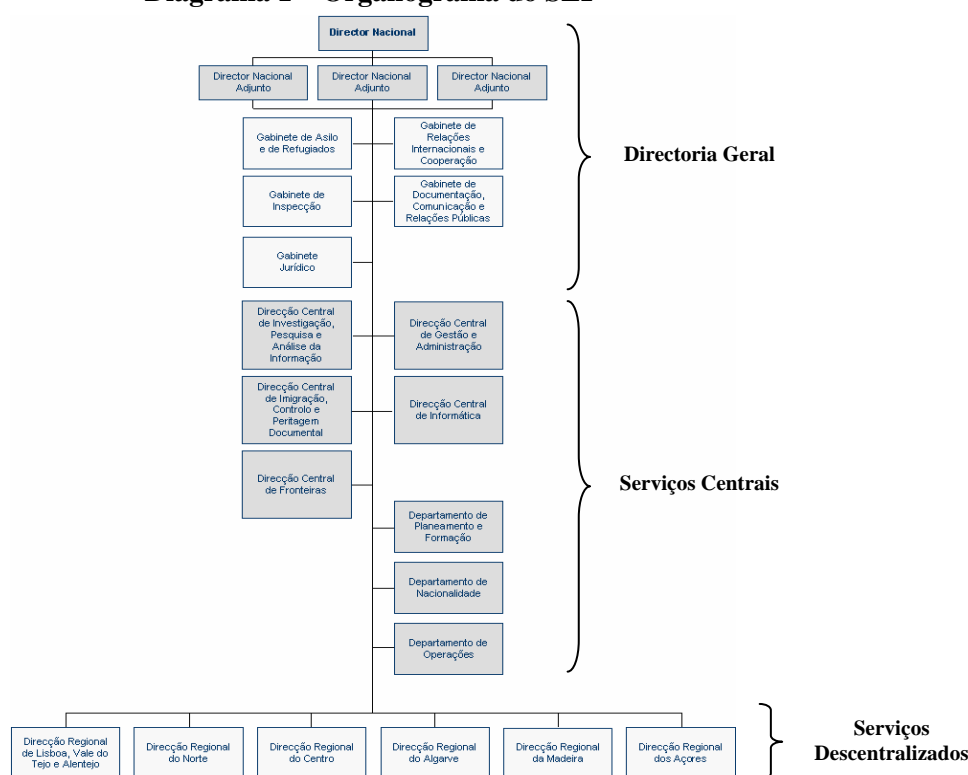 Diagrama 1 – Organograma do SEF
Director Nacional
Director Nacional
Adjunto
Director Nacional
Adjunto
Director Nacional
Adjunto
Gabinete de Asilo
e de Refugiados
Gabinete de
Relações
Internacionais e
Cooperação
Gabinete de
Inspecção
Gabinete de
Documentação,
Comunicação e
Relações Públicas
Gabinete
Jurídico
Directoria Geral
Direcção Central
de Investigação,
Pesquisa e
Análise da
Informação
Direcção Central
de Gestão e
Administração
Direcção Central
de Imigração,
Controlo e
Peritagem
Documental
Direcção Central
de Informática
Direcção Central
de Fronteiras
Departamento de
Planeamento e
Formação
Departamento de
Nacionalidade
Departamento de
Operações
Serviços Centrais
Direcção Regional
de Lisboa, Vale do
Tejo e Alentejo
Direcção Regional
do Norte
Direcção Regional
do Centro
Direcção Regional
do Algarve
Direcção Regional
da Madeira
Direcção Regional
dos Açores
Serviços
Descentralizados